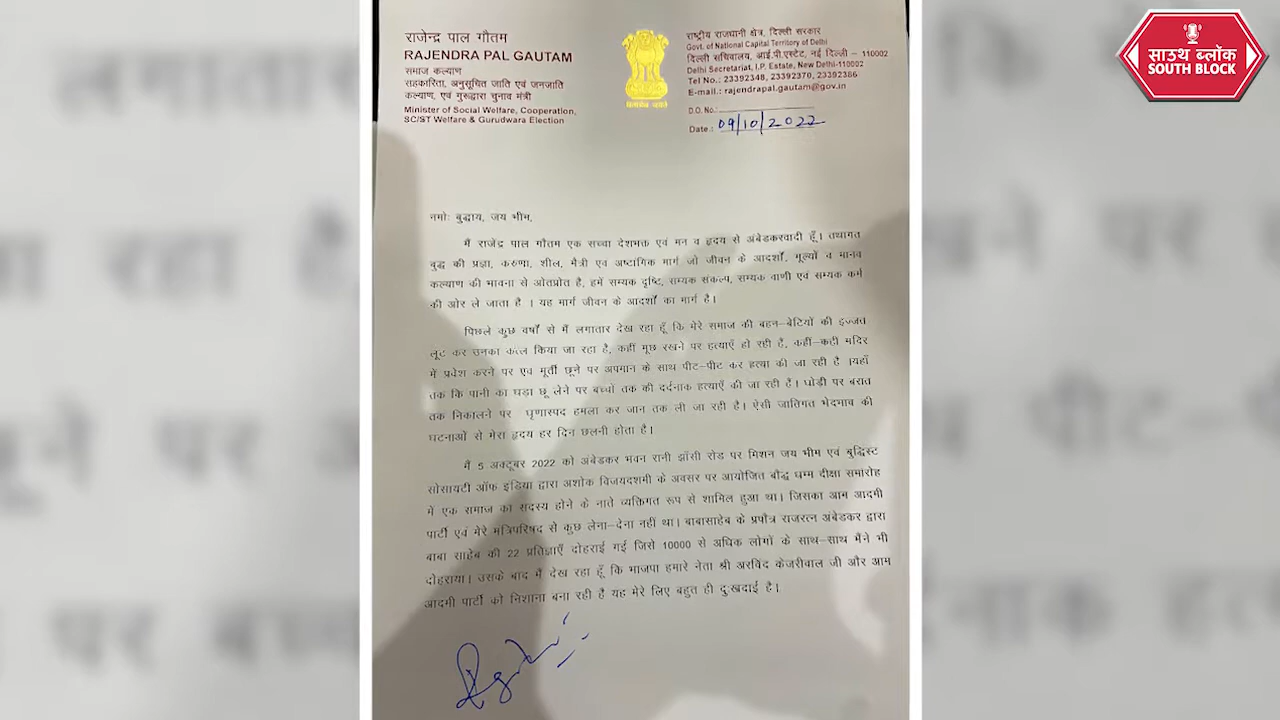 राजेन्द्र पाल गौतम
RAJENDRA PAL GAUTAM
समाज कल्याण
सहकारिता, अनुसूचित जाति एवं जनजाति
कल्याण, एवं गुरुद्वारा चुनाव मंत्री
Minister of Social Welfare, Cooperation,
SC/ST Welfare & Gurudwara Election
सत्यमेव जयते
राष्ट्रीय राजधानी क्षेत्र, दिल्ली सरकार
Govt. of National Capital Territory of Delhi
दिल्ली सचिवालय, आई.पी.एस्टेट, नई दिल्ली – 110002
Delhi Secretariat, I.P. Estate, New Delhi-110002
Tel No.: 23392348, 23392370, 23392386
E-mail.: rajendrapal.gautam@gov.in
D.O. No.:
Date.: 09/10/2022
साउथ ब्लॉक
SOUTH BLOCK
नमोः बुद्धाय, जय भीम,
मैं राजेंद्र पाल गौतम एक सच्चा देशभक्त एवं मन व हृदय से अंबेडकरवादी हूँ। तथागत
बुद्ध की प्रज्ञा, करुणा, शील, मैत्री एवं अष्टांगिक मार्ग जो जीवन के आदर्शों, मूल्यों व मानव
कल्याण की भावना से ओतप्रोत है, हमें सम्यक दृष्टि, सम्यक संकल्प, सम्यक वाणी एवं सम्यक कर्म
की ओर ले जाता है । यह मार्ग जीवन के आदर्शों का मार्ग है।
पिछले कुछ वर्षों से मैं लगातार देख रहा हूँ कि मेरे समाज की बहन–बेटियों की इज्जत
लूट कर उनका कत्ल किया जा रहा है, कहीं मूछ रखने पर हत्याएँ हो रही हैं, कहीं–कही मंदिर
में प्रवेश करने पर एवं मूर्ती छूने पर अपमान के साथ पीट–पीट कर हत्या की जा रही है ।यहाँ
तक कि पानी का घड़ा छू लेने पर बच्चों तक की दर्दनाक हत्याएँ की जा रही हैं। घोड़ी पर बरात
तक निकालने पर घृणास्पद हमला कर जान तक ली जा रही है। ऐसी जातिगत भेदभाव की
घटनाओं से मेरा हृदय हर दिन छलनी होता है।
मैं 5 अक्टूबर 2022 को अंबेडकर भवन रानी झाँसी रोड पर मिशन जय भीम एवं बुद्धिस्ट
सोसायटी ऑफ इंडिया द्वारा अशोक विजयदशमी के अवसर पर आयोजित बौद्ध धम्म दीक्षा समारोह
में एक समाज का सदस्य होने के नाते व्यक्तिगत रूप से शामिल हुआ था। जिसका आम आदमी
पार्टी एवं मेरे मंत्रिपरिषद से कुछ लेना–देना नहीं था। बाबासाहेब के प्रपौत्र राजरत्न अंबेडकर द्वारा
बाबा साहेब की 22 प्रतिज्ञाएँ दोहराई गई जिसे 10000 से अधिक लोगों के साथ–साथ मैंने भी
दोहराया। उसके बाद मैं देख रहा हूँ कि भाजपा हमारे नेता श्री अरविंद केजरीवाल जी और आम
आदमी पार्टी को निशाना बना रही है यह मेरे लिए बहुत ही दुःखदाई है।